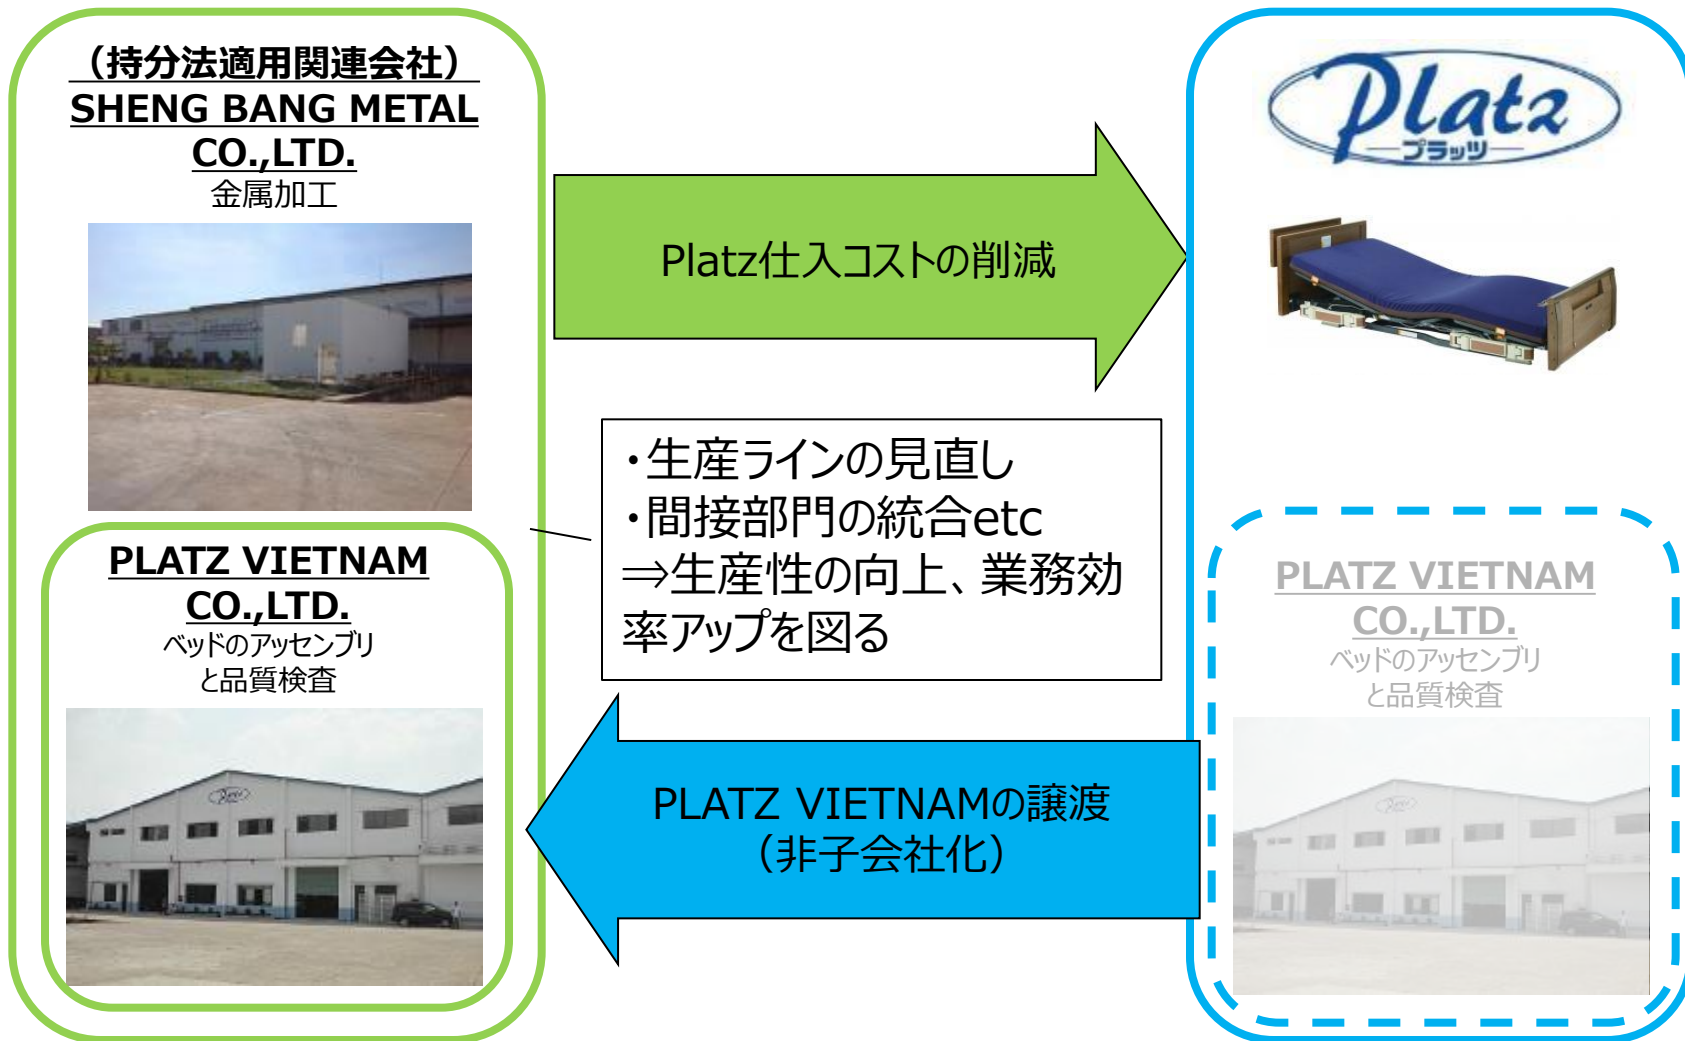 （持分法適用関連会社）
SHENG BANG METAL
CO.,LTD.
金属加工
PLATZ VIETNAM
CO.,LTD.
ベッドのアッセンブリ
と品質検査
Platz仕入コストの削減
・生産ラインの見直し
・間接部門の統合etc
⇒生産性の向上、業務効
率アップを図る
PLATZ VIETNAMの譲渡
（非子会社化）
Platz
プラッツ
PLATZ VIETNAM
CO.,LTD.
ベッドのアッセンブリ
と品質検査